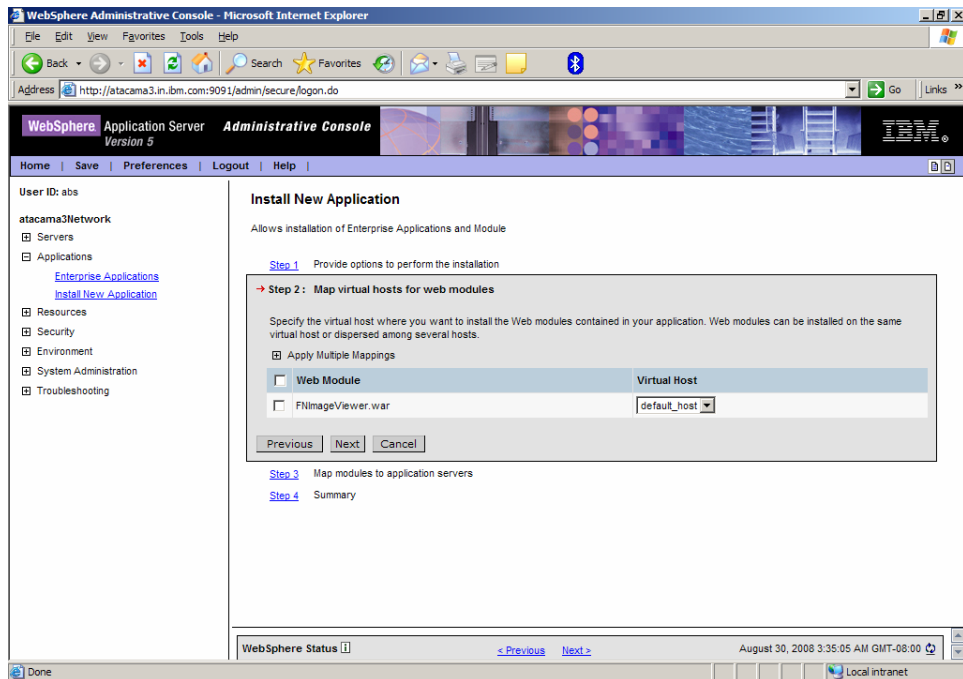 WebSphere Administrative Console - Microsoft Internet Explorer
File Edit View Favorites Tools Help
Back Search Favorites
Address http://atacama3.in.ibm.com:9091/admin/secure/logon.do Go Links »
WebSphere. Application Server Administrative Console
Version 5
IBM®
Home | Save | Preferences | Logout | Help |
User ID: abs
atacama3Network
Servers
Applications
Enterprise Applications
Install New Application
Resources
Security
Environment
System Administration
Troubleshooting
Install New Application
Allows installation of Enterprise Applications and Module
Step 1 Provide options to perform the installation
Step 2 : Map virtual hosts for web modules
Specify the virtual host where you want to install the Web modules contained in your application. Web modules can be installed on the same
virtual host or dispersed among several hosts.
Apply Multiple Mappings
Web Module Virtual Host
FNImageViewer.war default_host
Previous Next Cancel
Step 3 Map modules to application servers
Step 4 Summary
WebSphere Status i < Previous Next > August 30, 2008 3:35:05 AM GMT-08:00
Done Local intranet